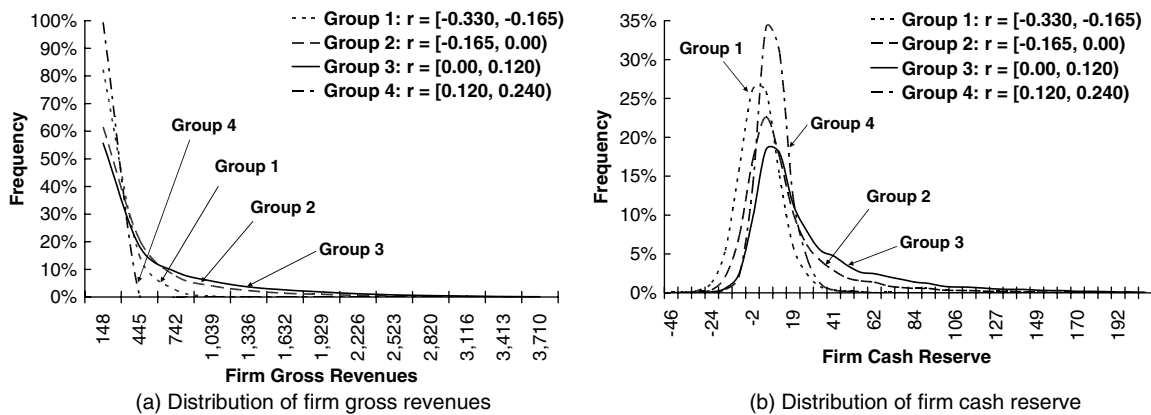 100%
90%
80%
70%
60%
50%
40%
30%
20%
10%
0%
Frequency
Group 1: r = [-0.330, -0.165)
Group 2: r = [-0.165, 0.00)
Group 3: r = [0.00, 0.120)
Group 4: r = [0.120, 0.240)
Group 4
Group 1
Group 2
Group 3
148
445
742
1,039
1,336
1,632
1,929
2,226
2,523
2,820
3,116
3,413
3,710
Firm Gross Revenues
(a) Distribution of firm gross revenues
35%
30%
25%
20%
15%
10%
5%
0%
Frequency
Group 1: r = [-0.330, -0.165)
Group 2: r = [-0.165, 0.00)
Group 3: r = [0.00, 0.120)
Group 4: r = [0.120, 0.240)
Group 1
Group 4
Group 2
Group 3
-46
-24
-2
19
41
62
84
106
127
149
170
192
Firm Cash Reserve
(b) Distribution of firm cash reserve